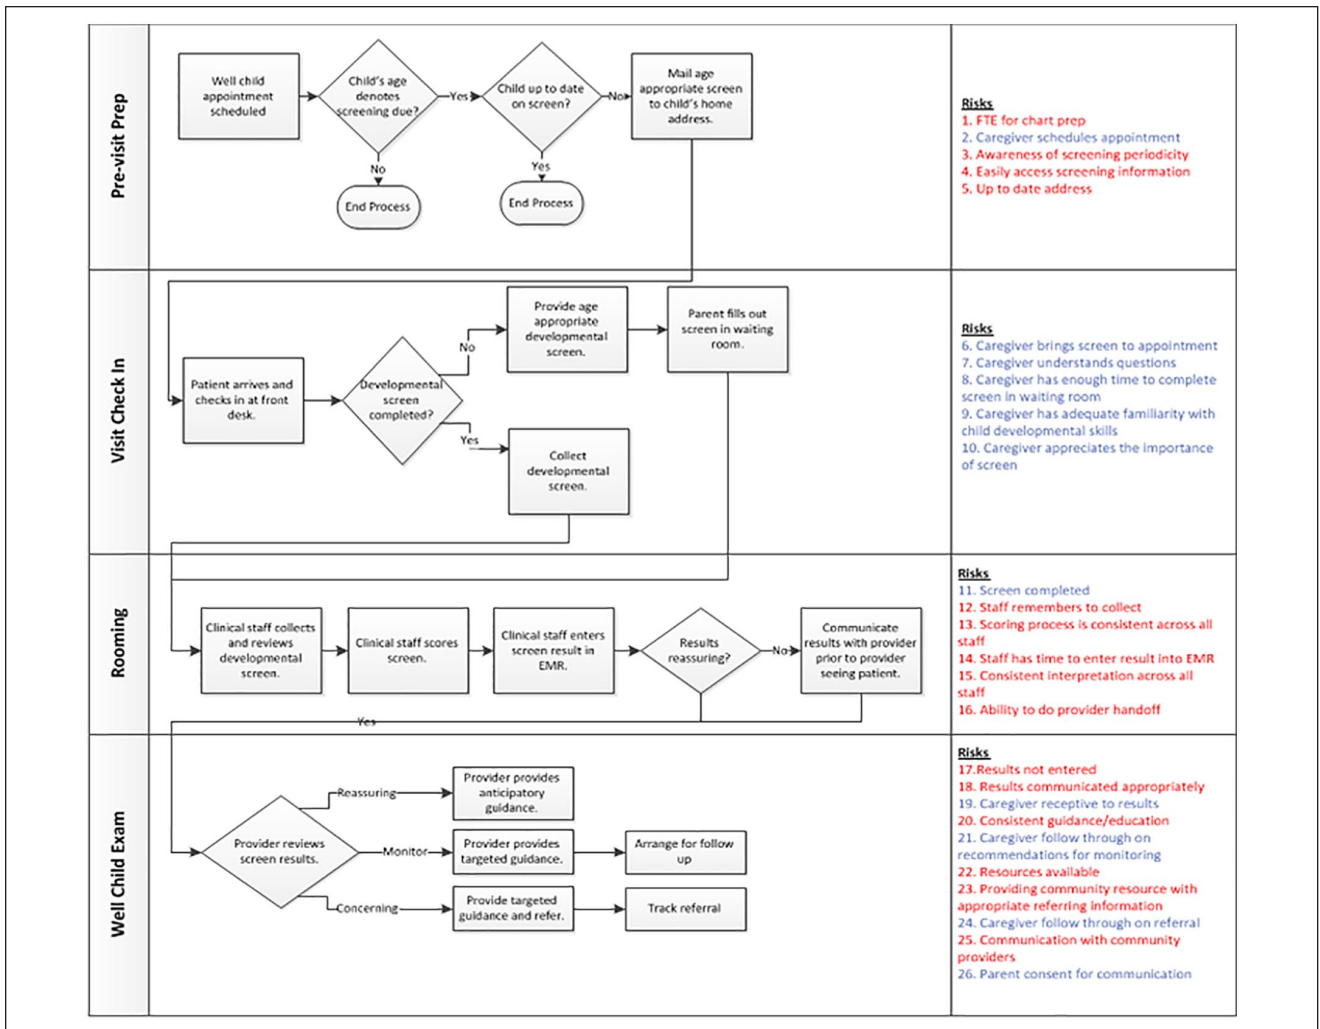 Pre-visit Prep
Well child
appointment
scheduled
Child's age
denotes
screening due?
Yes
No
End Process
Child up to date
on screen?
No
Yes
End Process
Mail age
appropriate screen
to child's home
address.
Risks
1. FTE for chart prep
2. Caregiver schedules appointment
3. Awareness of screening periodicity
4. Easily access screening information
5. Up to date address
Visit Check In
Patient arrives and
checks in at front
desk.
Developmental
screen
completed?
No
Yes
Provide age
appropriate
developmental
screen.
Parent fills out
screen in waiting
room.
Collect
developmental
screen.
Risks
6. Caregiver brings screen to appointment
7. Caregiver understands questions
8. Caregiver has enough time to complete
screen in waiting room
9. Caregiver has adequate familiarity with
child developmental skills
10. Caregiver appreciates the importance
of screen
Rooming
Clinical staff collects
and reviews
developmental
screen.
Clinical staff scores
screen.
Clinical staff enters
screen result in
EMR.
Results
reassuring?
No
Communicate
results with provider
prior to provider
seeing patient.
Yes
Risks
11. Screen completed
12. Staff remembers to collect
13. Scoring process is consistent across all
staff
14. Staff has time to enter result into EMR
15. Consistent interpretation across all
staff
16. Ability to do provider handoff
Well Child Exam
Provider reviews
screen results.
Reassuring
Provider provides
anticipatory
guidance.
Monitor
Provider provides
targeted guidance.
Arrange for follow
up
Concerning
Provide targeted
guidance and refer.
Track referral
Risks
17.Results not entered
18. Results communicated appropriately
19. Caregiver receptive to results
20. Consistent guidance/education
21. Caregiver follow through on
recommendations for monitoring
22. Resources available
23. Providing community resource with
appropriate referring information
24. Caregiver follow through on referral
25. Communication with community
providers
26. Parent consent for communication